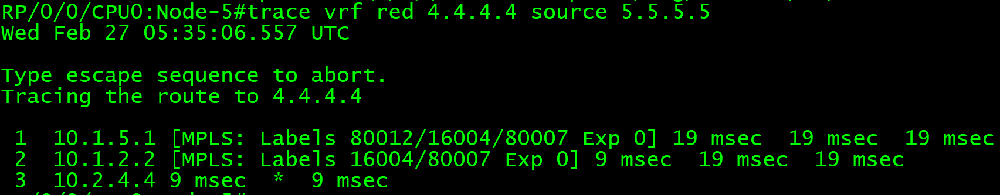 RP/0/0/CPU0:Node-5#trace vrf red 4.4.4.4 source 5.5.5.5
Wed Feb 27 05:35:06.557 UTC
Type escape sequence to abort.
Tracing the route to 4.4.4.4
1 10.1.5.1 [MPLS: Labels 80012/16004/80007 Exp 0] 19 msec 19 msec 19 msec
2 10.1.2.2 [MPLS: Labels 16004/80007 Exp 0] 9 msec 19 msec 19 msec
3 10.2.4.4 9 msec * 9 msec